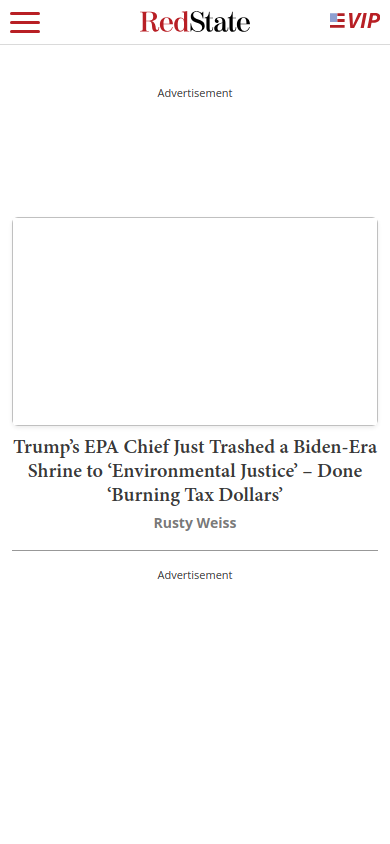 RedState
VIP
Advertisement
Trump’s EPA Chief Just Trashed a Biden-Era
Shrine to ‘Environmental Justice’ – Done
‘Burning Tax Dollars’
Rusty Weiss
Advertisement